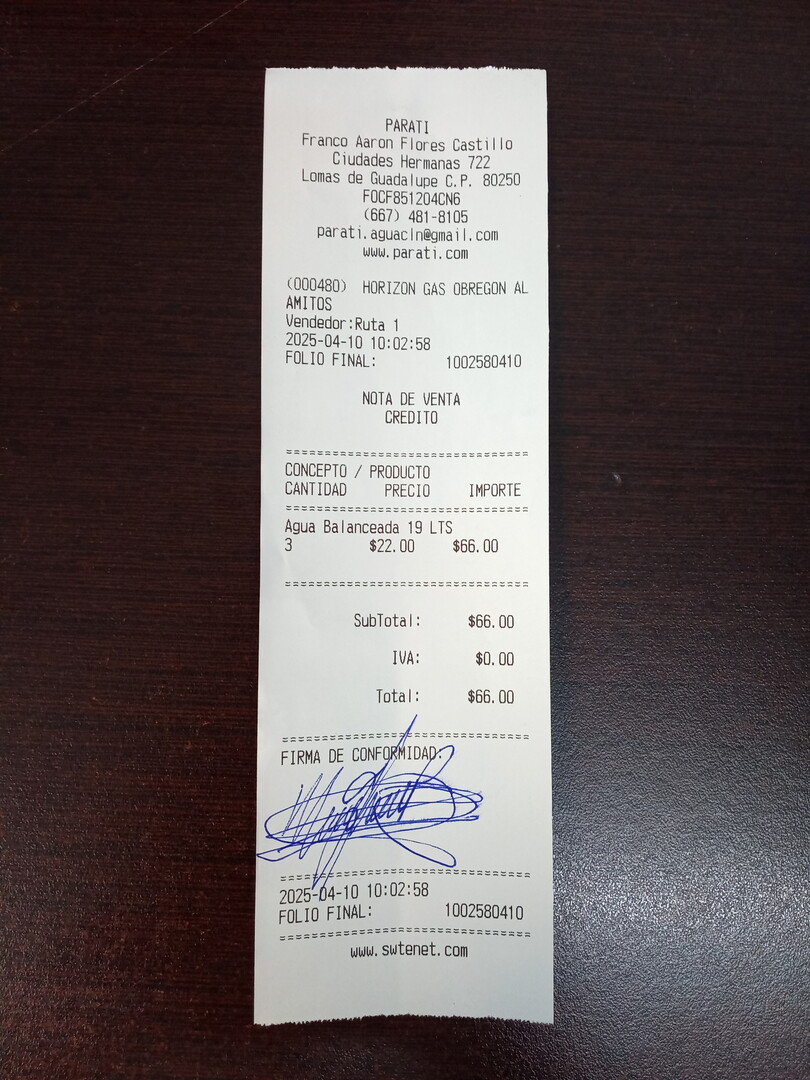 PARATI
Franco Aaron Flores Castillo
Ciudades Hermanas 722
Lomas de Guadalupe C.P. 80250
FOCF851204CN6
(667) 481-8105
parati.aguacln@gmail.com
www.parati.com
(000480) HORIZON GAS OBREGON AL
AMITOS
Vendedor:Ruta 1
2025-04-10 10:02:58
FOLIO FINAL: 1002580410
NOTA DE VENTA
CREDITO
===============================
CONCEPTO / PRODUCTO
CANTIDAD PRECIO IMPORTE
===============================
Agua Balanceada 19 LTS
3 $22.00 $66.00
===============================
SubTotal: $66.00
IVA: $0.00
Total: $66.00
===============================
FIRMA DE CONFORMIDAD:
===============================
2025-04-10 10:02:58
FOLIO FINAL: 1002580410
===============================
www.swtenet.com